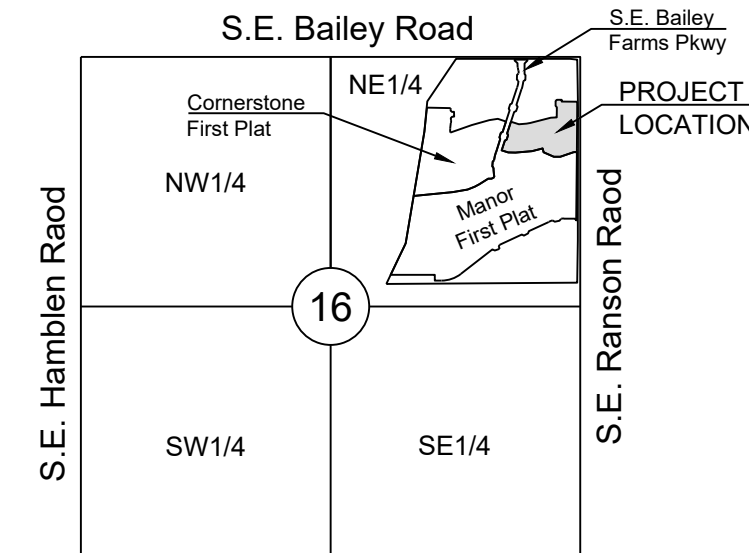 S.E. Bailey Road
S.E. Bailey
Farms Pkwy
NE1/4
PROJECT
LOCATION
Cornerstone
First Plat
NW1/4
Manor
First Plat
S.E. Hamblen Raod
S.E. Ranson Raod
16
SW1/4
SE1/4